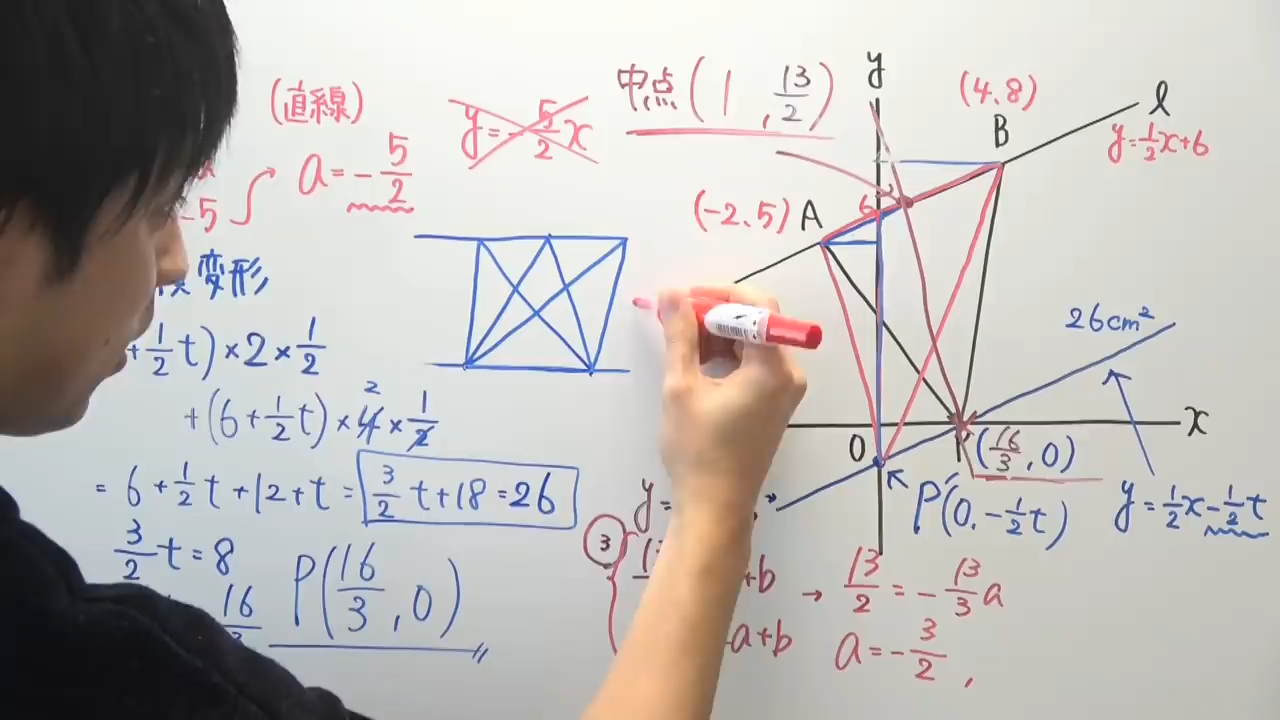 (直線)
a = -5/2
-5
y = -5/2 x
中点 (1, 13/2)
変形
+1/2 t) × 2 × 1/2
+ (6 + 1/2 t) × 4 × 1/2
2
= 6 + 1/2 t + 12 + t = 3/2 t + 18 = 26
3/2 t = 8
16
P(16/3, 0)
y
(4.8)
B
l
y = 1/2 x + 6
(-2.5) A
6
26cm²
O
x
(16/3, 0)
P'(0. -1/2 t)
y = 1/2 x - 1/2 t
y =
3
+b
a+b
→ 13/2 = -13/3 a
a = -3/2,